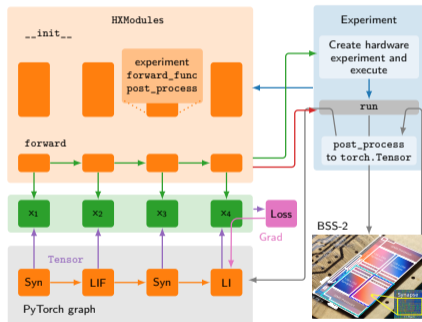 HXModules
__init__
experiment
forward_func
post_process
forward
x1
x2
x3
x4
Loss
Grad
Tensor
Syn
LIF
Syn
LI
PyTorch graph
Experiment
Create hardware
experiment and
execute
run
post_process
to torch.Tensor
BSS-2
Synapse